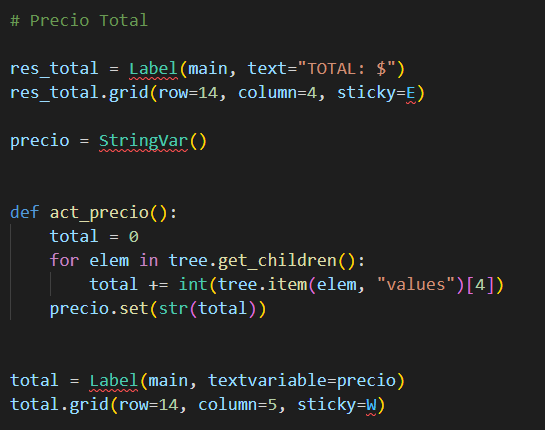 # Precio Total
res_total = Label(main, text="TOTAL: $")
res_total.grid(row=14, column=4, sticky=E)
precio = StringVar()
def act_precio():
    total = 0
    for elem in tree.get_children():
        total += int(tree.item(elem, "values")[4])
    precio.set(str(total))
total = Label(main, textvariable=precio)
total.grid(row=14, column=5, sticky=W)